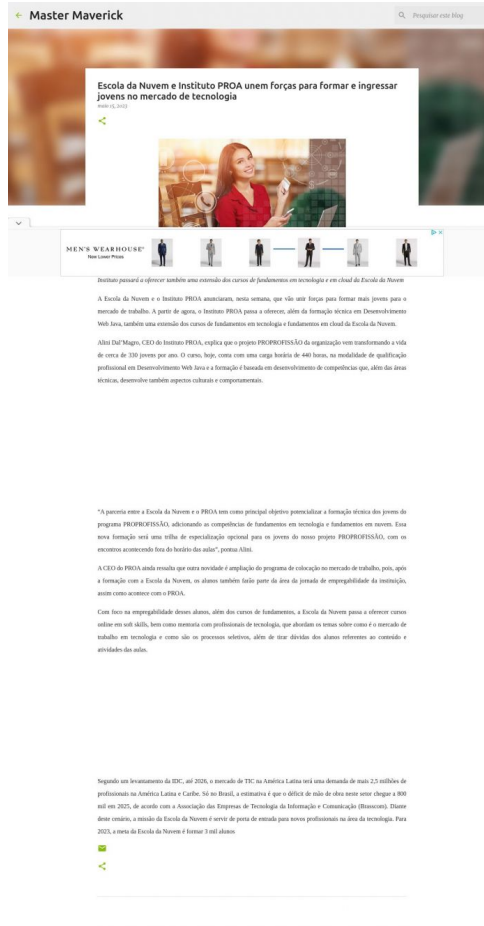 Master Maverick
Pesquisar este blog
Escola da Nuvem e Instituto PROA unem forças para formar e ingressar
jovens no mercado de tecnologia
maio 15, 2023
MEN'S WEARHOUSE
New Lower Prices
Instituto passará a oferecer também uma extensão dos cursos de fundamentos em tecnologia e em cloud da Escola da Nuvem
A Escola da Nuvem e o Instituto PROA anunciaram, nesta semana, que vão unir forças para formar mais jovens para o
mercado de trabalho. A partir de agora, o Instituto PROA passa a oferecer, além da formação técnica em Desenvolvimento
Web Java, também uma extensão dos cursos de fundamentos em tecnologia e fundamentos em cloud da Escola da Nuvem.
Alini Dal'Magro, CEO do Instituto PROA, explica que o projeto PROPROFISSÃO da organização vem transformando a vida
de cerca de 330 jovens por ano. O curso, hoje, conta com uma carga horária de 440 horas, na modalidade de qualificação
profissional em Desenvolvimento Web Java e a formação é baseada em desenvolvimento de competências que, além das áreas
técnicas, desenvolve também aspectos culturais e comportamentais.
"A parceria entre a Escola da Nuvem e o PROA tem como principal objetivo potencializar a formação técnica dos jovens do
programa PROPROFISSÃO, adicionando as competências de fundamentos em tecnologia e fundamentos em nuvem. Essa
nova formação será uma trilha de especialização opcional para os jovens do nosso projeto PROPROFISSÃO, com os
encontros acontecendo fora do horário das aulas", pontua Alini.
A CEO do PROA ainda ressalta que outra novidade é ampliação do programa de colocação no mercado de trabalho, pois, após
a formação com a Escola da Nuvem, os alunos também farão parte da área da jornada de empregabilidade da instituição,
assim como acontece com o PROA.
Com foco na empregabilidade desses alunos, além dos cursos de fundamentos, a Escola da Nuvem passa a oferecer cursos
online em soft skills, bem como mentoria com profissionais de tecnologia, que abordam os temas sobre como é o mercado de
trabalho em tecnologia e como são os processos seletivos, além de tirar dúvidas dos alunos referentes ao conteúdo e
atividades das aulas.
Segundo um levantamento da IDC, até 2026, o mercado de TIC na América Latina terá uma demanda de mais 2,5 milhões de
profissionais na América Latina e Caribe. Só no Brasil, a estimativa é que o déficit de mão de obra neste setor chegue a 800
mil em 2025, de acordo com a Associação das Empresas de Tecnologia da Informação e Comunicação (Brasscom). Diante
deste cenário, a missão da Escola da Nuvem é servir de porta de entrada para novos profissionais na área da tecnologia. Para
2023, a meta da Escola da Nuvem é formar 3 mil alunos